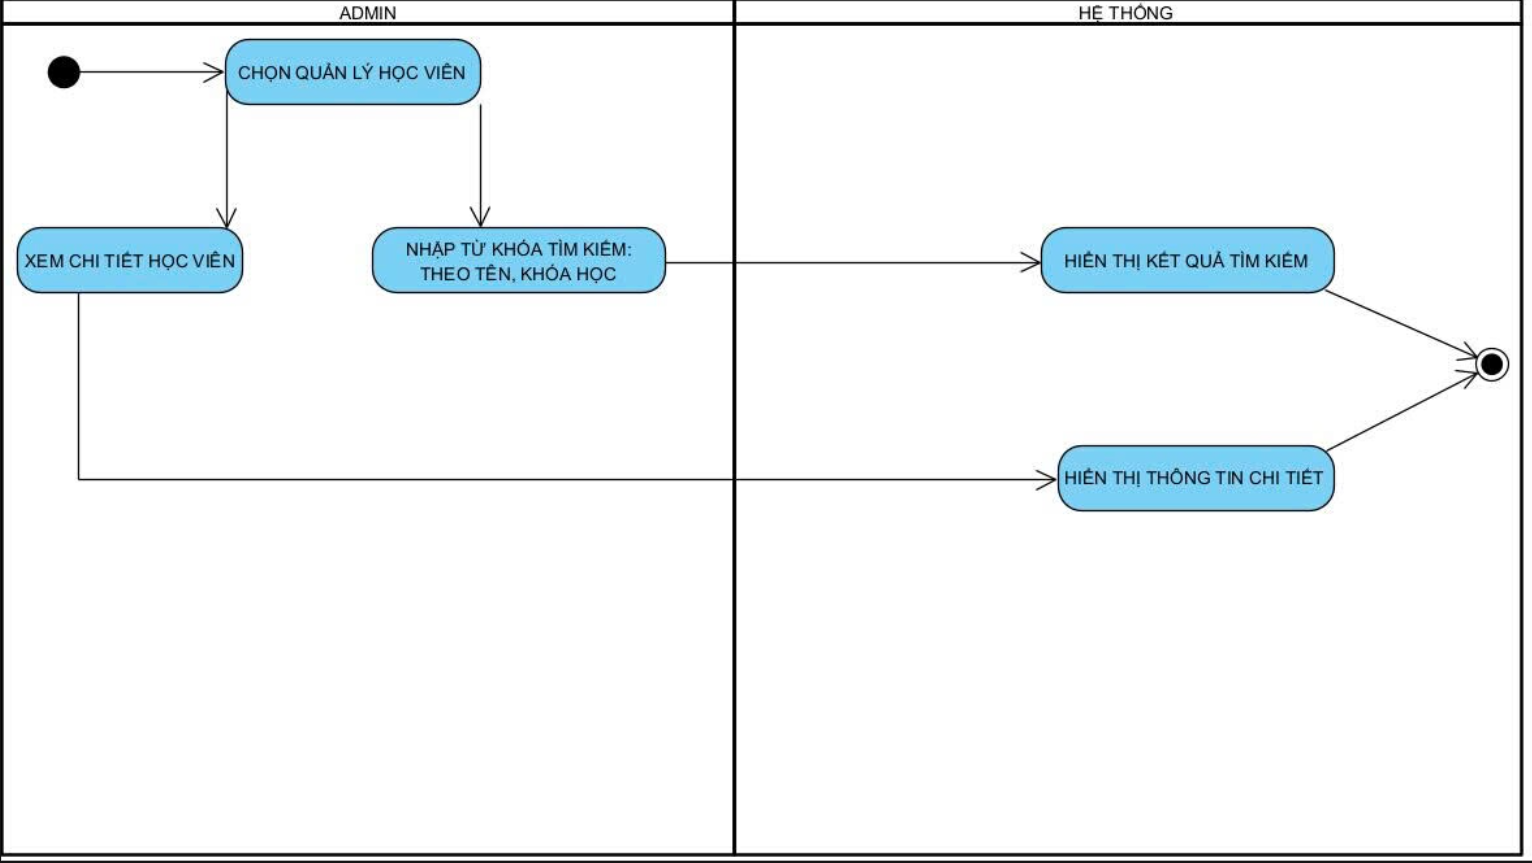 ADMIN
HỆ THỐNG
CHỌN QUẢN LÝ HỌC VIÊN
XEM CHI TIẾT HỌC VIÊN
NHẬP TỪ KHÓA TÌM KIẾM:
THEO TÊN, KHÓA HỌC
HIỂN THỊ KẾT QUẢ TÌM KIẾM
HIỂN THỊ THÔNG TIN CHI TIẾT